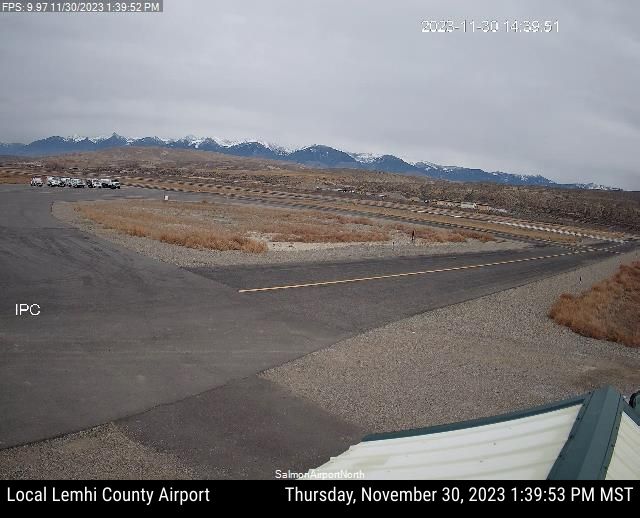 FPS: 9.97 11/30/2023 1:39:52 PM
2023-11-30 14:39:51
IPC
SalmonAirportNorth
Local Lemhi County Airport Thursday, November 30, 2023 1:39:53 PM MST